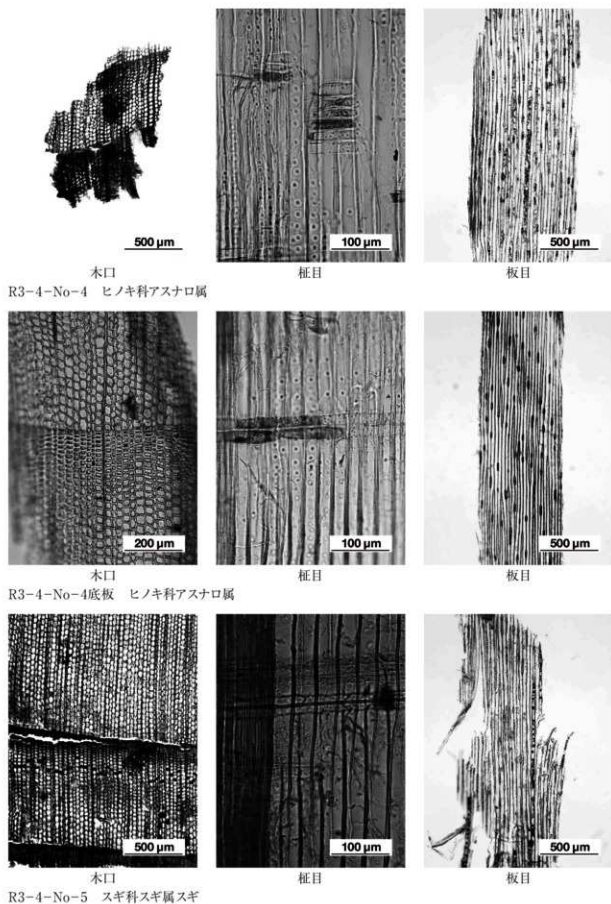 500 μm 100 μm 500 μm
木口 柾目 板目
R3-4-No-4 ヒノキ科アスナロ属
200 μm 100 μm 500 μm
木口 柾目 板目
R3-4-No-4底板 ヒノキ科アスナロ属
500 μm 100 μm 500 μm
木口 柾目 板目
R3-4-No-5 スギ科スギ属スギ